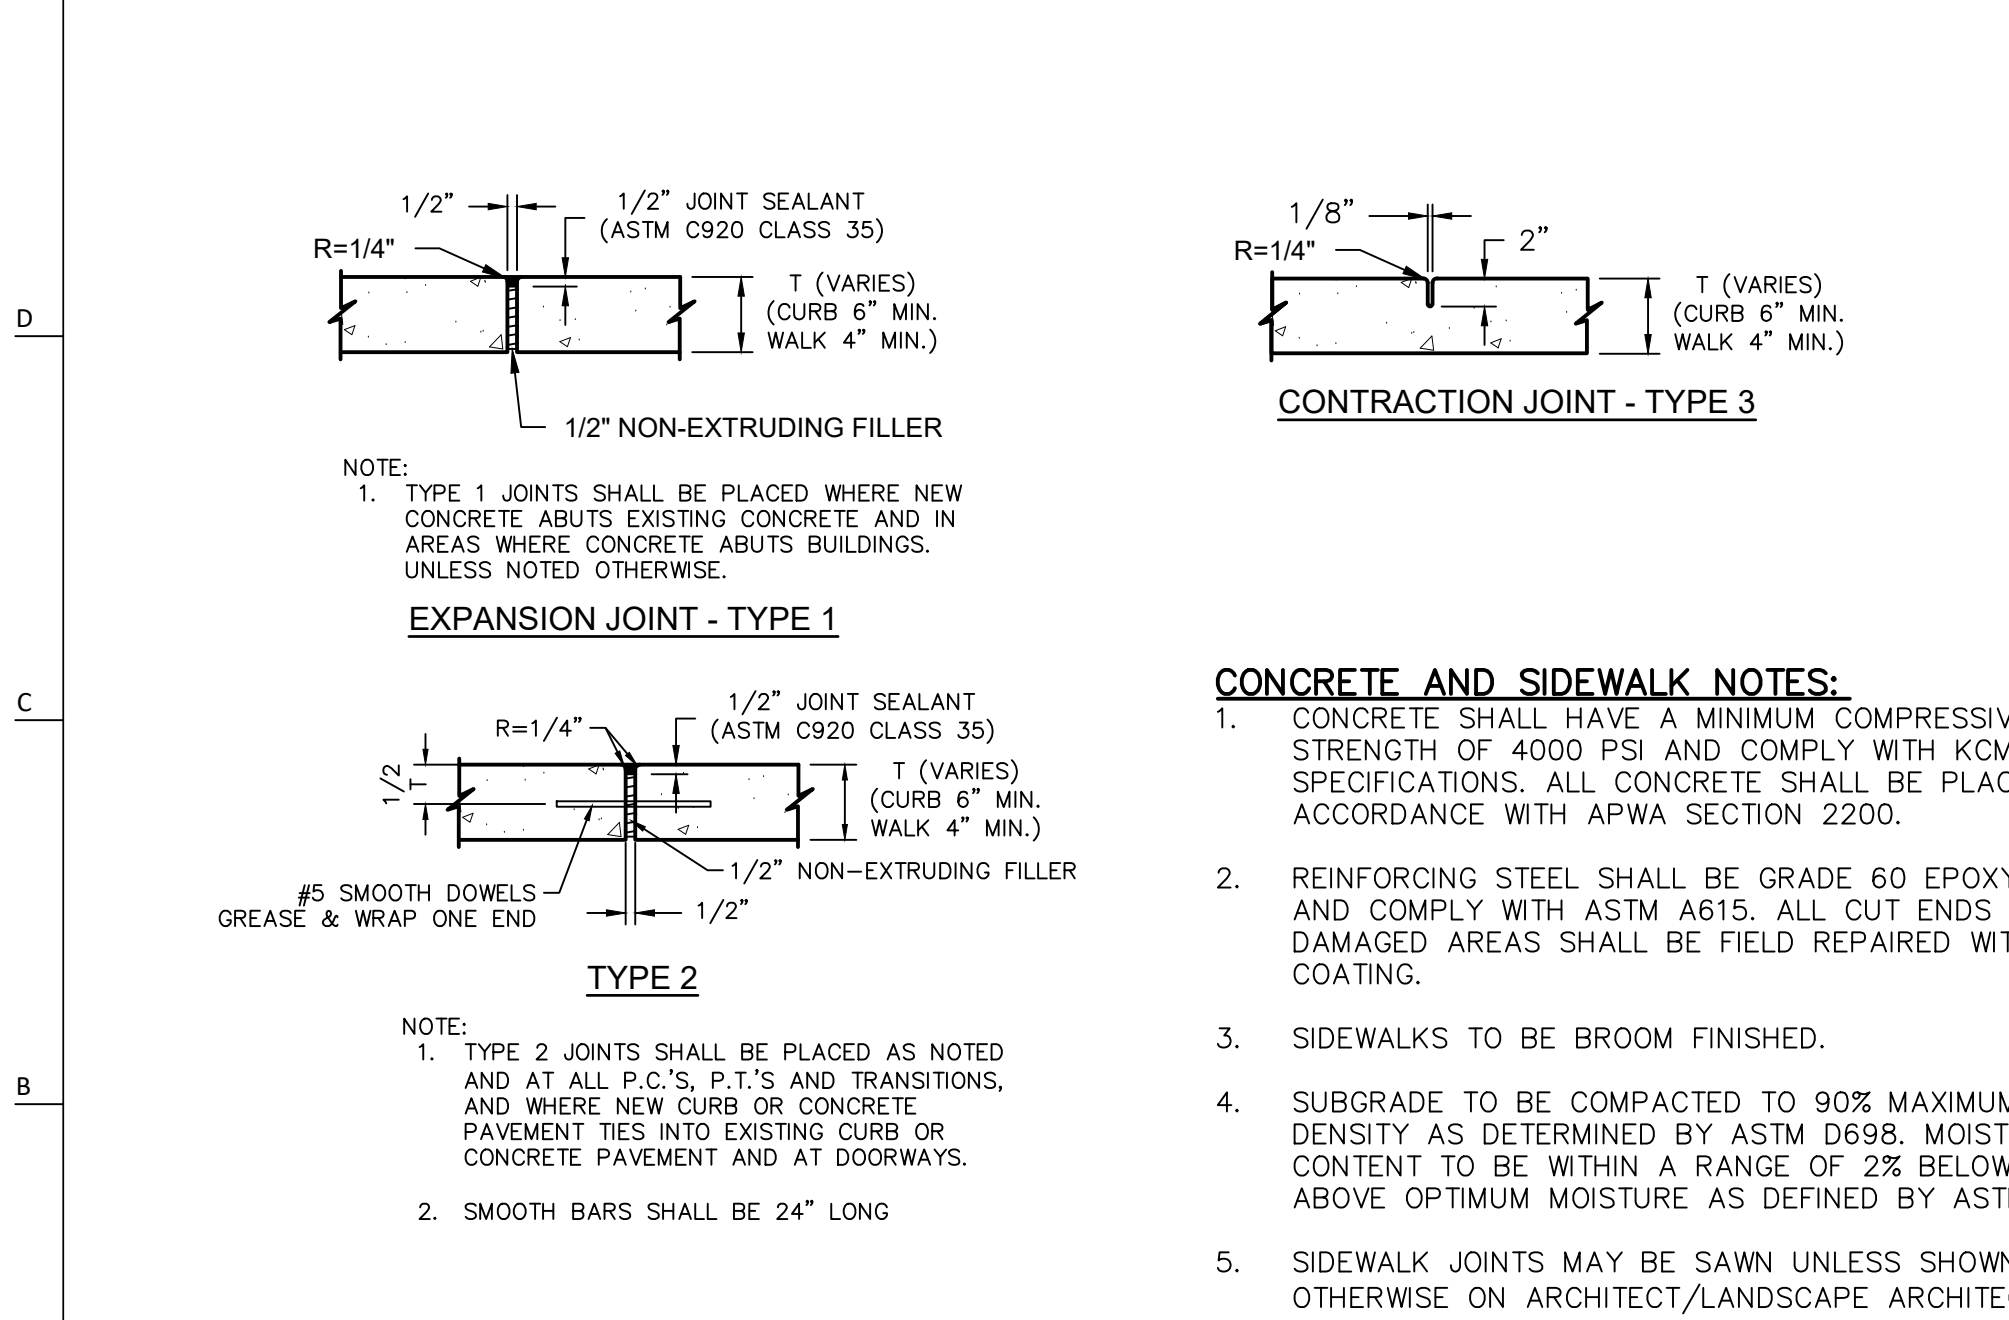 D
C
B
1/2”
1/2” JOINT SEALANT
(ASTM C920 CLASS 35)
R=1/4"
T (VARIES)
(CURB 6” MIN.
WALK 4” MIN.)
1/2" NON-EXTRUDING FILLER
NOTE:
1. TYPE 1 JOINTS SHALL BE PLACED WHERE NEW
CONCRETE ABUTS EXISTING CONCRETE AND IN
AREAS WHERE CONCRETE ABUTS BUILDINGS.
UNLESS NOTED OTHERWISE.
EXPANSION JOINT - TYPE 1
1/2” JOINT SEALANT
(ASTM C920 CLASS 35)
R=1/4”
1/2
T
T (VARIES)
(CURB 6” MIN.
WALK 4” MIN.)
1/2” NON-EXTRUDING FILLER
#5 SMOOTH DOWELS
GREASE & WRAP ONE END
1/2”
TYPE 2
NOTE:
1. TYPE 2 JOINTS SHALL BE PLACED AS NOTED
AND AT ALL P.C.'S, P.T.'S AND TRANSITIONS,
AND WHERE NEW CURB OR CONCRETE
PAVEMENT TIES INTO EXISTING CURB OR
CONCRETE PAVEMENT AND AT DOORWAYS.
2. SMOOTH BARS SHALL BE 24” LONG
1/8”
R=1/4"
2”
T (VARIES)
(CURB 6” MIN.
WALK 4” MIN.)
CONTRACTION JOINT - TYPE 3
CONCRETE AND SIDEWALK NOTES:
1. CONCRETE SHALL HAVE A MINIMUM COMPRESSIV
STRENGTH OF 4000 PSI AND COMPLY WITH KCM
SPECIFICATIONS. ALL CONCRETE SHALL BE PLAC
ACCORDANCE WITH APWA SECTION 2200.
2. REINFORCING STEEL SHALL BE GRADE 60 EPOXY
AND COMPLY WITH ASTM A615. ALL CUT ENDS
DAMAGED AREAS SHALL BE FIELD REPAIRED WIT
COATING.
3. SIDEWALKS TO BE BROOM FINISHED.
4. SUBGRADE TO BE COMPACTED TO 90% MAXIMUM
DENSITY AS DETERMINED BY ASTM D698. MOIST
CONTENT TO BE WITHIN A RANGE OF 2% BELOW
ABOVE OPTIMUM MOISTURE AS DEFINED BY AST
5. SIDEWALK JOINTS MAY BE SAWN UNLESS SHOWN
OTHERWISE ON ARCHITECT/LANDSCAPE ARCHITE